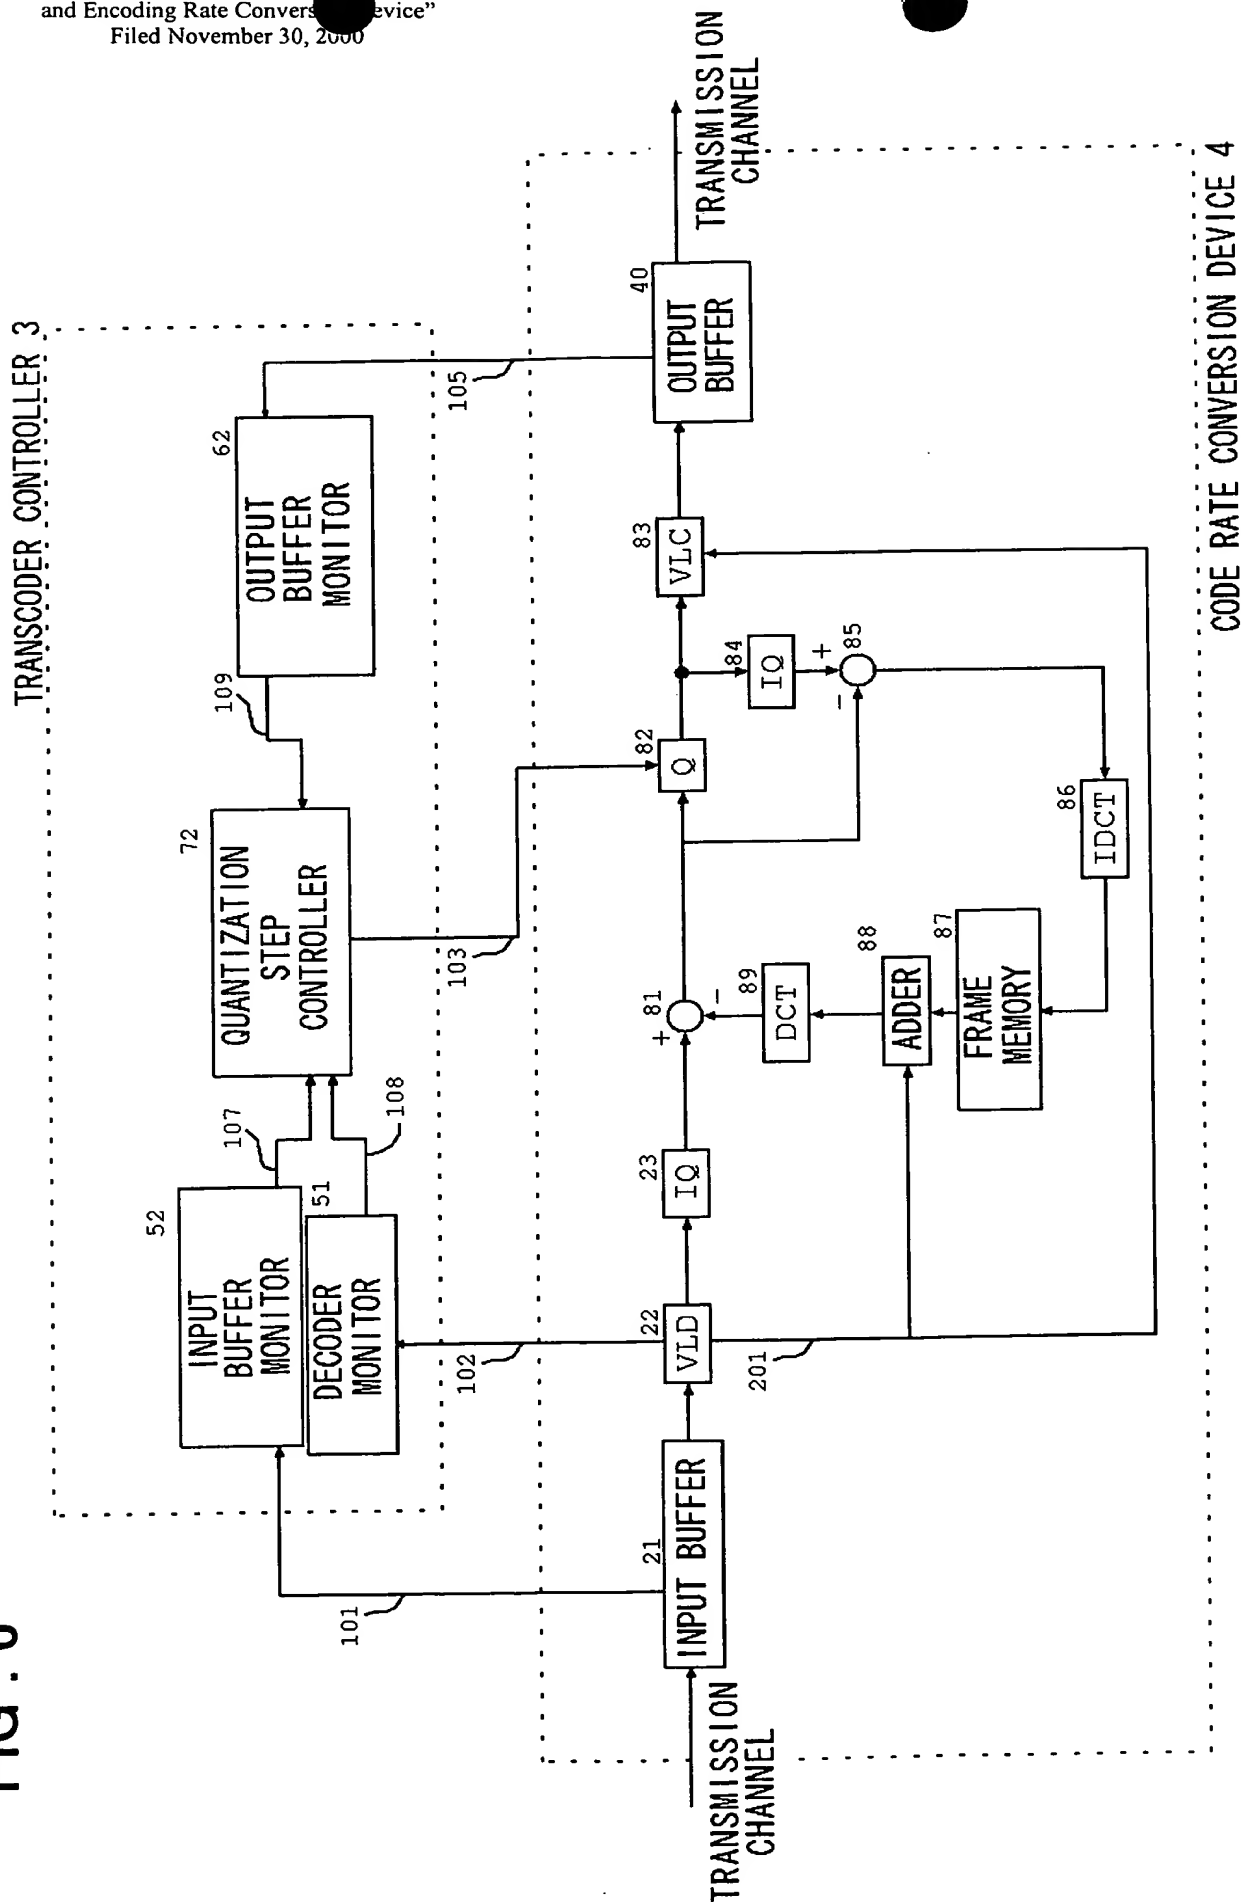 and Encoding Rate
Filed November 30, 2000
TRANSCODER CONTROLLER 3
INPUT
BUFFER
MONITOR
52
DECODER
MONITOR
51
107
108
QUANTIZATION
STEP
CONTROLLER
72
109
OUTPUT
BUFFER
MONITOR
62
101
102
103
105
TRANSMISSION
CHANNEL
INPUT BUFFER
21
VLD
22
201
IQ
23
+
81
−
DCT
89
ADDER
88
FRAME
MEMORY
87
IDCT
86
Q
82
IQ
84
+
85
−
VLC
83
OUTPUT
BUFFER
40
TRANSMISSION
CHANNEL
CODE RATE CONVERSION DEVICE 4